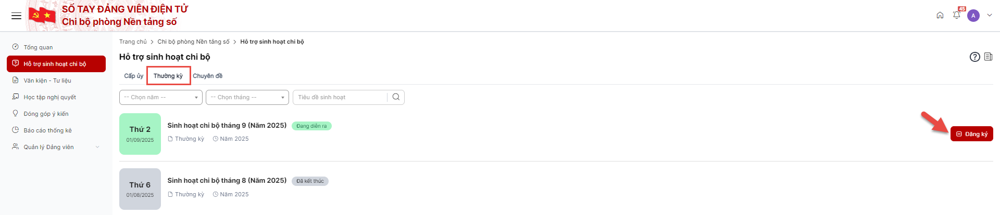 SỔ TAY ĐẢNG VIÊN ĐIỆN TỬ
Chi bộ phòng Nền tảng số
45
A
Tổng quan
Hỗ trợ sinh hoạt chi bộ
Văn kiện - Tư liệu
Học tập nghị quyết
Đóng góp ý kiến
Báo cáo thống kê
Quản lý Đảng viên
Trang chủ > Chi bộ phòng Nền tảng số > Hỗ trợ sinh hoạt chi bộ
Hỗ trợ sinh hoạt chi bộ
Cấp ủy Thường kỳ Chuyên đề
-- Chọn năm -- -- Chọn tháng -- Tiêu đề sinh hoạt
Thứ 2
01/09/2025
Sinh hoạt chi bộ tháng 9 (Năm 2025) Đang diễn ra
Thường kỳ Năm 2025
Đăng ký
Thứ 6
01/08/2025
Sinh hoạt chi bộ tháng 8 (Năm 2025) Đã kết thúc
Thường kỳ Năm 2025